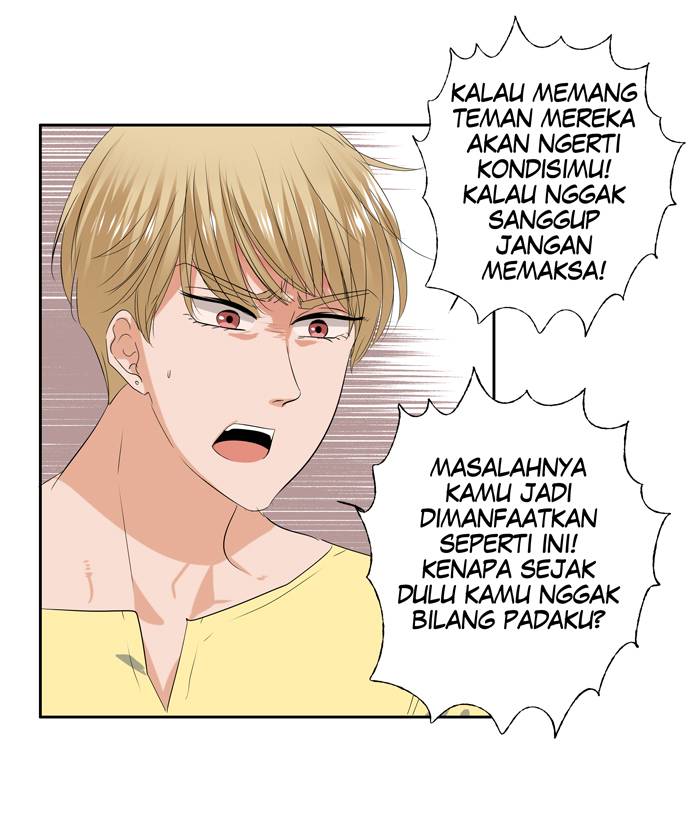 KALAU MEMANG
TEMAN MEREKA
AKAN NGERTI
KONDISIMU!
KALAU NGGAK
SANGGUP
JANGAN
MEMAKSA!
MASALAHNYA
KAMU JADI
DIMANFAATKAN
SEPERTI INI!
KENAPA SEJAK
DULU KAMU NGGAK
BILANG PADAKU?